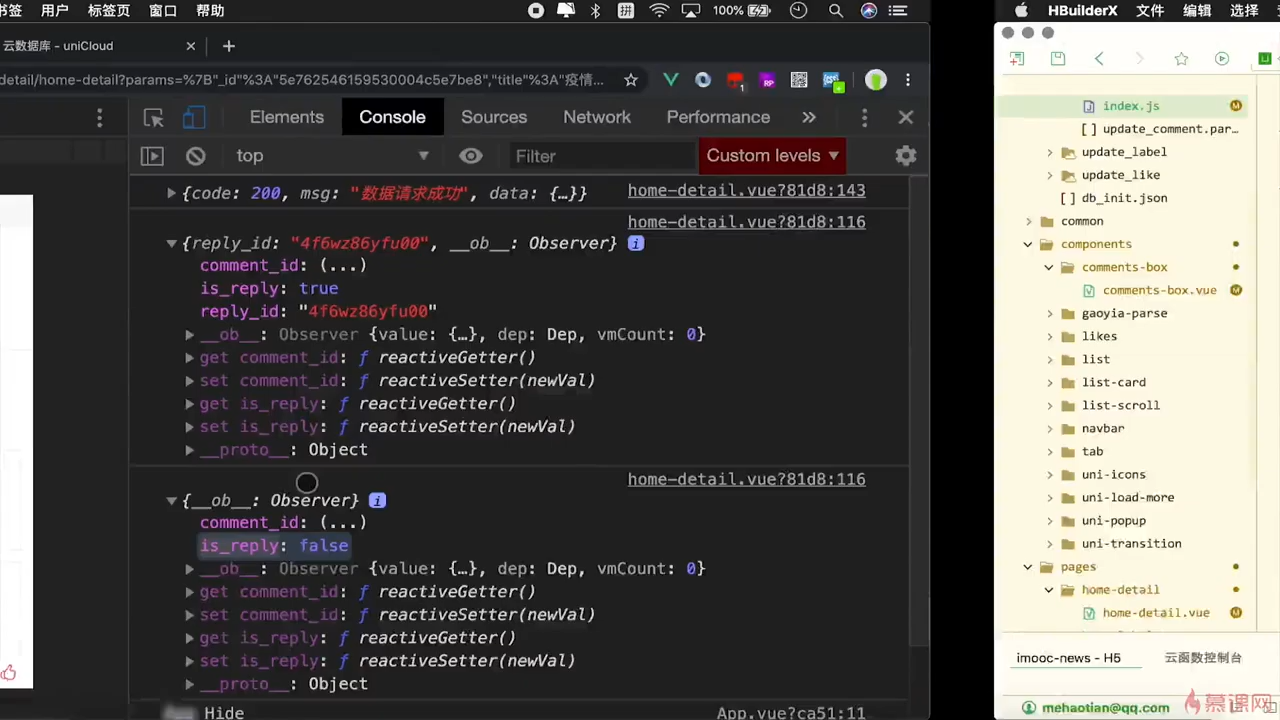 书签 用户 标签页 窗口 帮助 拼 100%
云数据库 - uniCloud
etail/home-detail?params=%7B"_id"%3A"5e762546159530004c5e7be8","title"%3A"疫情...
Elements Console Sources Network Performance »
top Filter Custom levels ▼
{code: 200, msg: "数据请求成功", data: {…}} home-detail.vue?81d8:143
home-detail.vue?81d8:116
{reply_id: "4f6wz86yfu00", __ob__: Observer}
comment_id: (...)
is_reply: true
reply_id: "4f6wz86yfu00"
__ob__: Observer {value: {…}, dep: Dep, vmCount: 0}
get comment_id: ƒ reactiveGetter()
set comment_id: ƒ reactiveSetter(newVal)
get is_reply: ƒ reactiveGetter()
set is_reply: ƒ reactiveSetter(newVal)
__proto__: Object
home-detail.vue?81d8:116
{__ob__: Observer}
comment_id: (...)
is_reply: false
__ob__: Observer {value: {…}, dep: Dep, vmCount: 0}
get comment_id: ƒ reactiveGetter()
set comment_id: ƒ reactiveSetter(newVal)
get is_reply: ƒ reactiveGetter()
set is_reply: ƒ reactiveSetter(newVal)
__proto__: Object
Hide App.vue?ca51:11
HBuilderX 文件 编辑 选择
index.js
[ ] update_comment.par…
update_label
update_like
[ ] db_init.json
common
components
comments-box
comments-box.vue
gaoyia-parse
likes
list
list-card
list-scroll
navbar
tab
uni-icons
uni-load-more
uni-popup
uni-transition
pages
home-detail
home-detail.vue
imooc-news - H5 云函数控制台
mehaotian@qq.com
慕课网